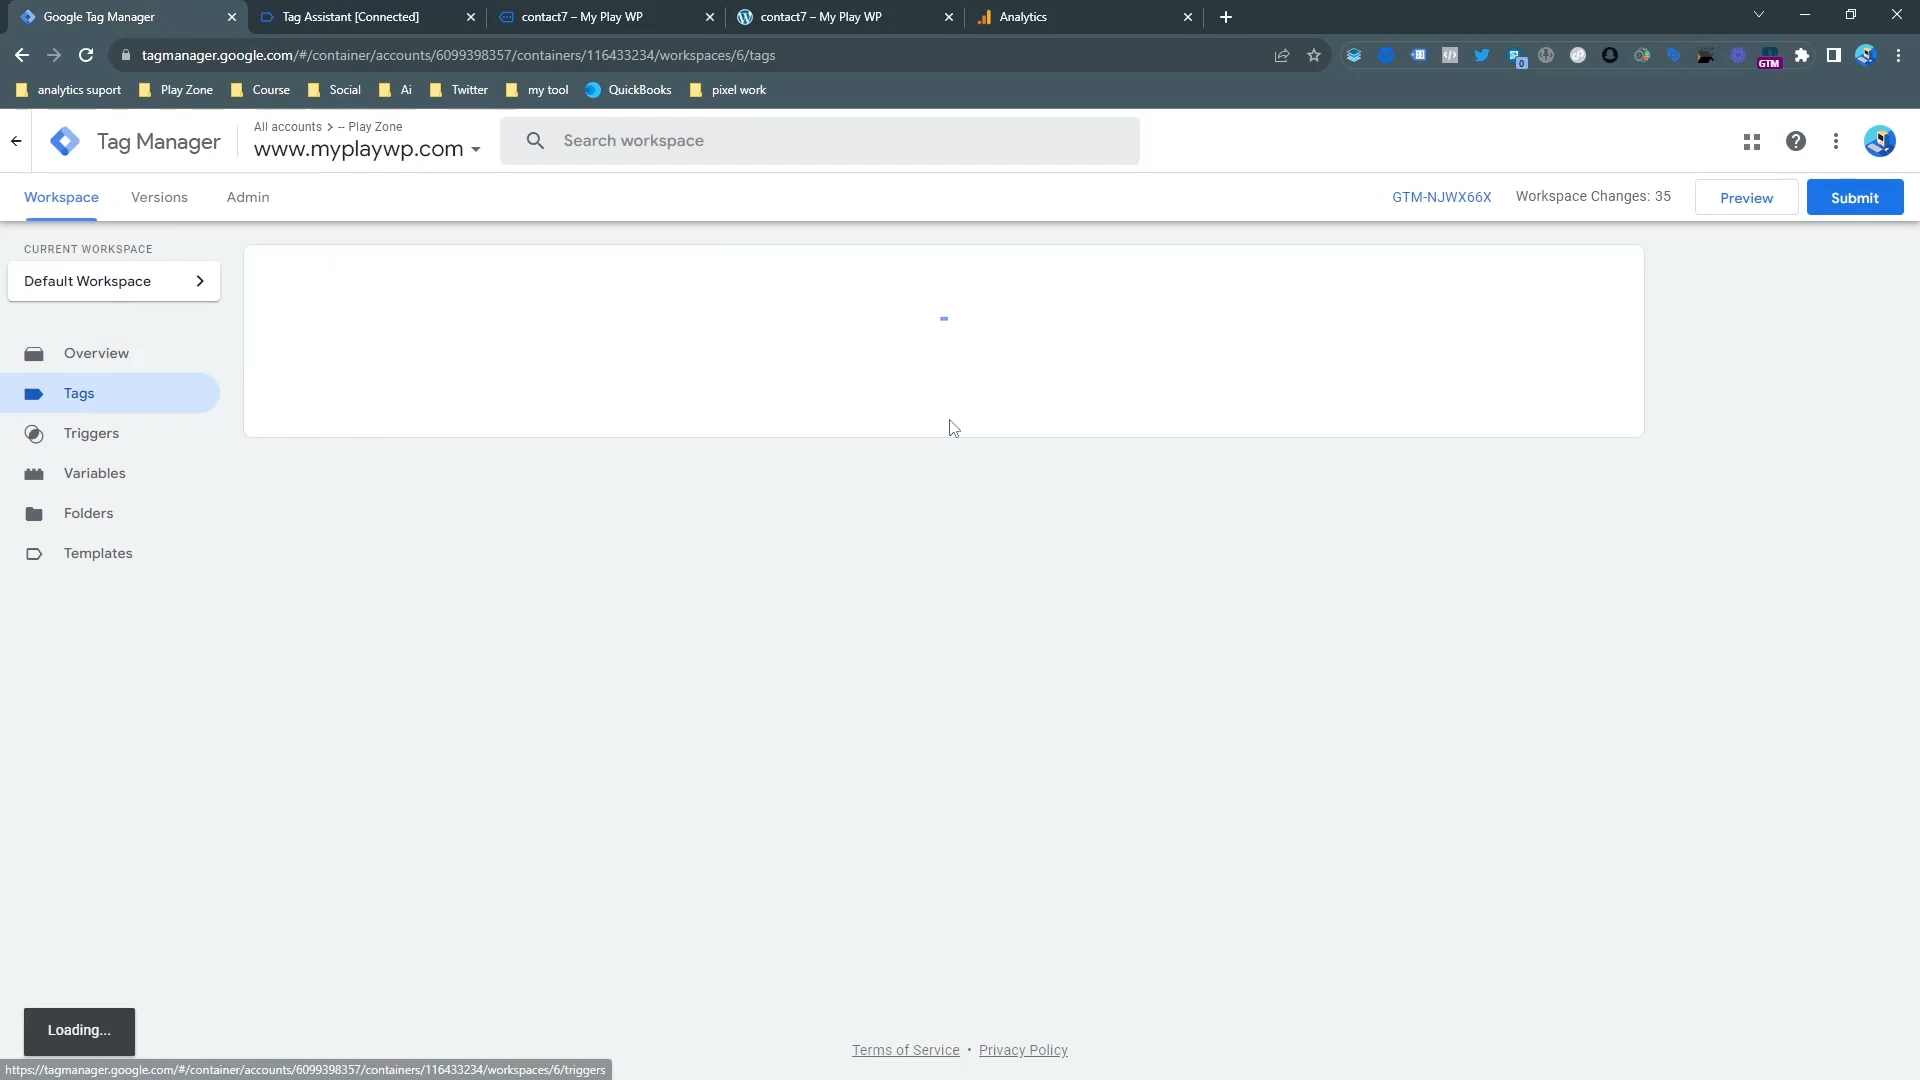 Google Tag Manager
Tag Assistant [Connected]
contact7 – My Play WP
contact7 – My Play WP
Analytics
tagmanager.google.com/#/container/accounts/6099398357/containers/116433234/workspaces/6/tags
0
GTM
analytics suport
Play Zone
Course
Social
Ai
Twitter
my tool
QuickBooks
pixel work
Tag Manager
All accounts > -- Play Zone
www.myplaywp.com
Search workspace
Workspace
Versions
Admin
GTM-NJWX66X
Workspace Changes: 35
Preview
Submit
CURRENT WORKSPACE
Default Workspace
Overview
Tags
Triggers
Variables
Folders
Templates
Loading...
Terms of Service • Privacy Policy
https://tagmanager.google.com/#/container/accounts/6099398357/containers/116433234/workspaces/6/triggers